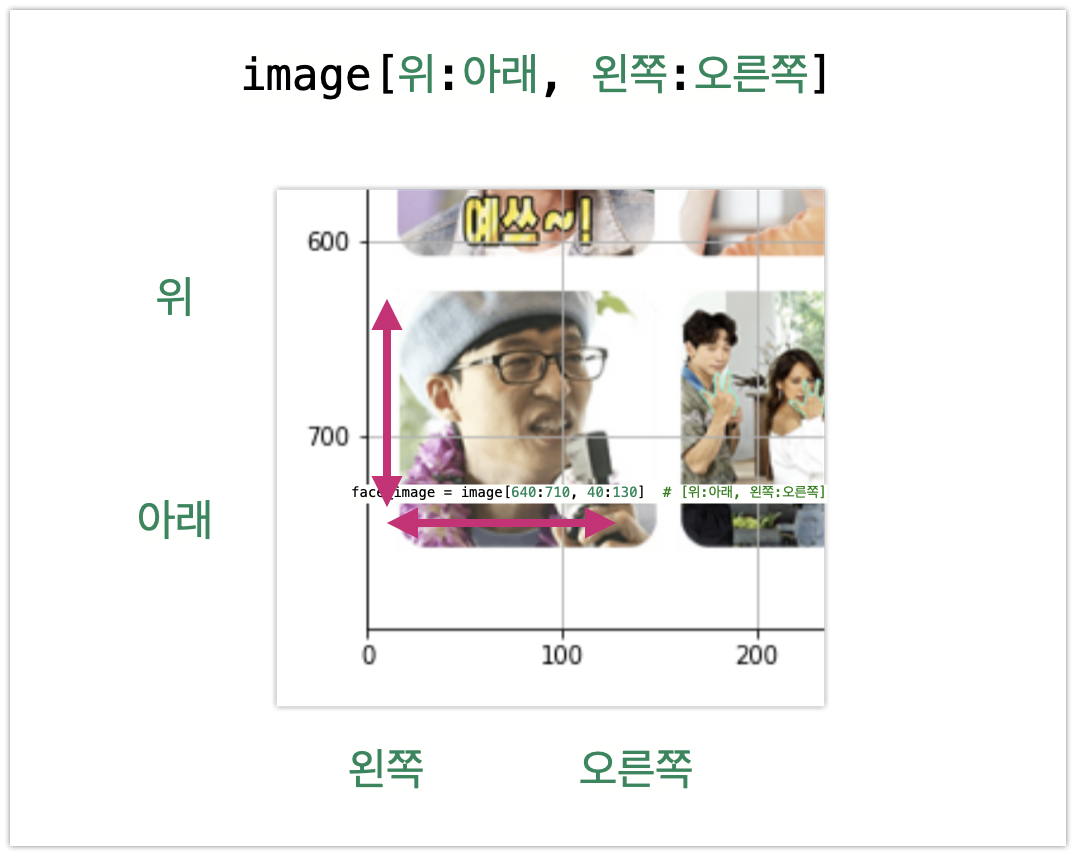 image[위:아래, 왼쪽:오른쪽]
예쓰~!
600
위
700
face_image = image[640:710, 40:130]  # [위:아래, 왼쪽:오른쪽]
아래
0 100 200
왼쪽 오른쪽